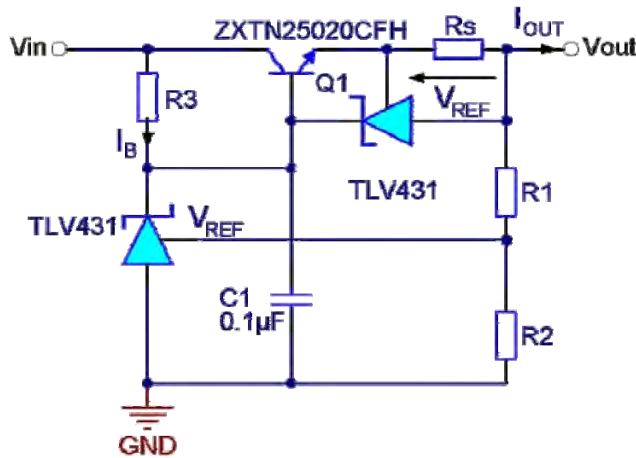 ZXTN25020CFH
Rs
IOUT
Vin
Vout
Q1
R3
VREF
IB
TLV431
R1
TLV431
VREF
C1
0.1µF
R2
GND